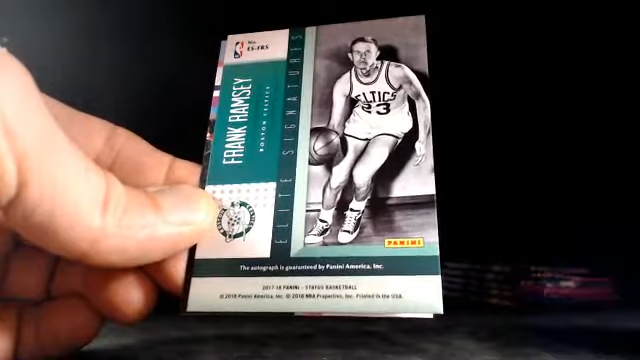 No.
ES-FRS
FRANK RAMSEY
BOSTON CELTICS
ELITE SIGNATURES
CELTICS
23
PANINI
The autograph is guaranteed by Panini America, Inc.
2017-18 PANINI - STATUS BASKETBALL
© 2018 Panini America, Inc. © 2018 NBA Properties, Inc. Printed in the USA.